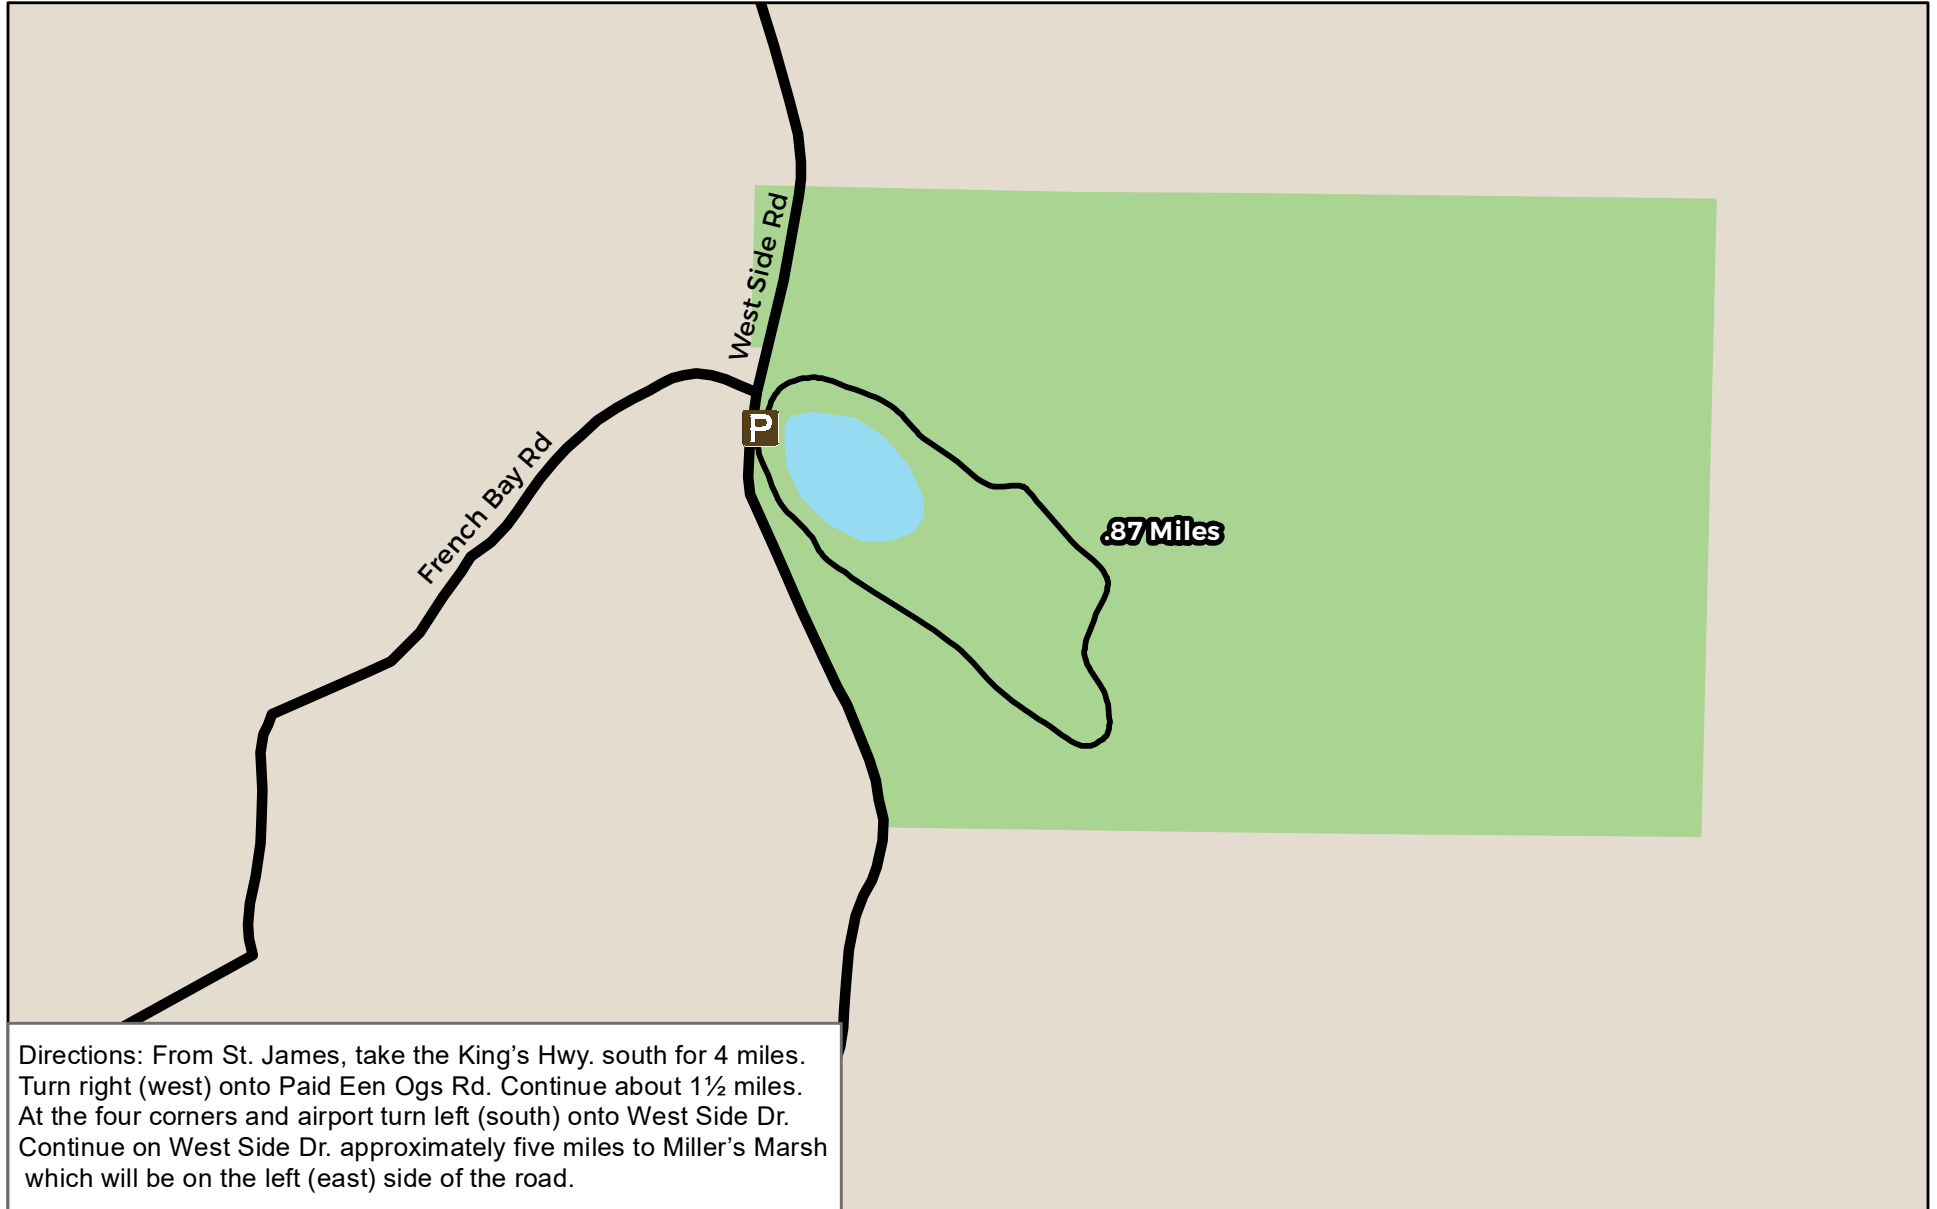 West Side Rd
P
French Bay Rd
.87 Miles
Directions: From St. James, take the King's Hwy. south for 4 miles.
Turn right (west) onto Paid Een Ogs Rd. Continue about 1½ miles.
At the four corners and airport turn left (south) onto West Side Dr.
Continue on West Side Dr. approximately five miles to Miller's Marsh
which will be on the left (east) side of the road.